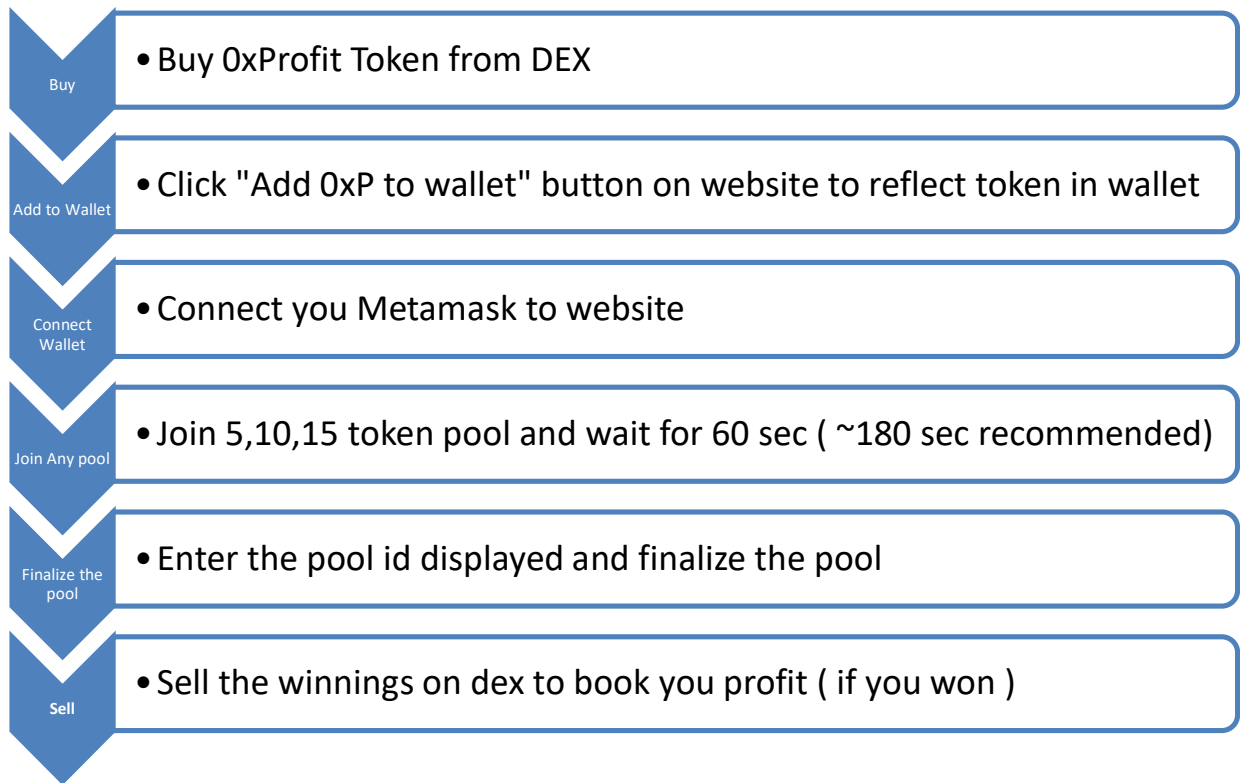 Buy
• Buy 0xProfit Token from DEX
Add to Wallet
• Click "Add 0xP to wallet" button on website to reflect token in wallet
Connect
Wallet
• Connect you Metamask to website
Join Any pool
• Join 5,10,15 token pool and wait for 60 sec ( ~180 sec recommended)
Finalize the
pool
• Enter the pool id displayed and finalize the pool
Sell
• Sell the winnings on dex to book you profit ( if you won )